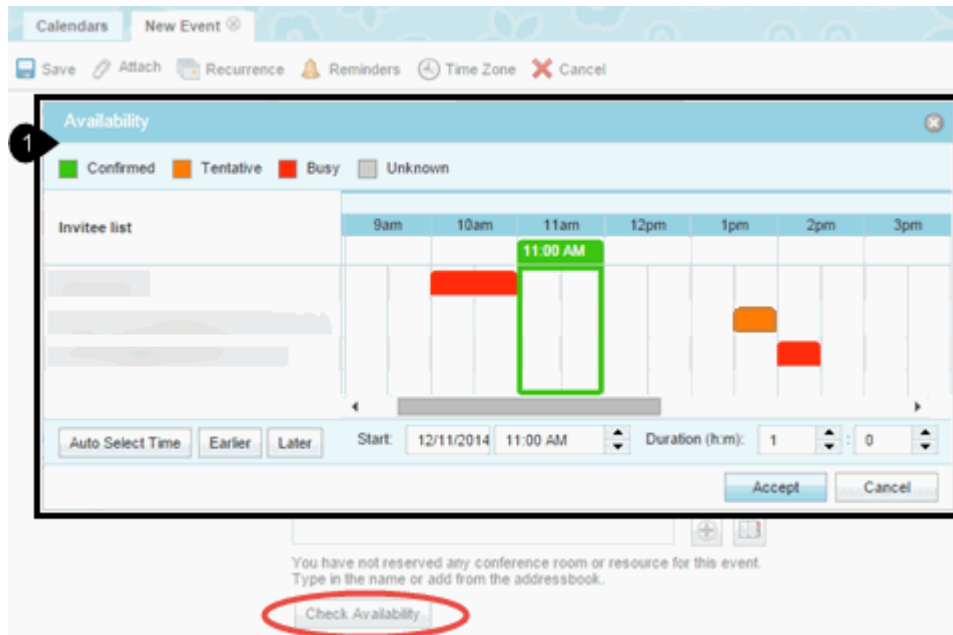 Calendars New Event
Save Attach Recurrence Reminders Time Zone Cancel
1
Availability
Confirmed Tentative Busy Unknown
Invitee list
9am 10am 11am 12pm 1pm 2pm 3pm
11:00 AM
Auto Select Time Earlier Later Start: 12/11/2014 11:00 AM Duration (h:m): 1 : 0
Accept Cancel
You have not reserved any conference room or resource for this event.
Type in the name or add from the addressbook.
Check Availability